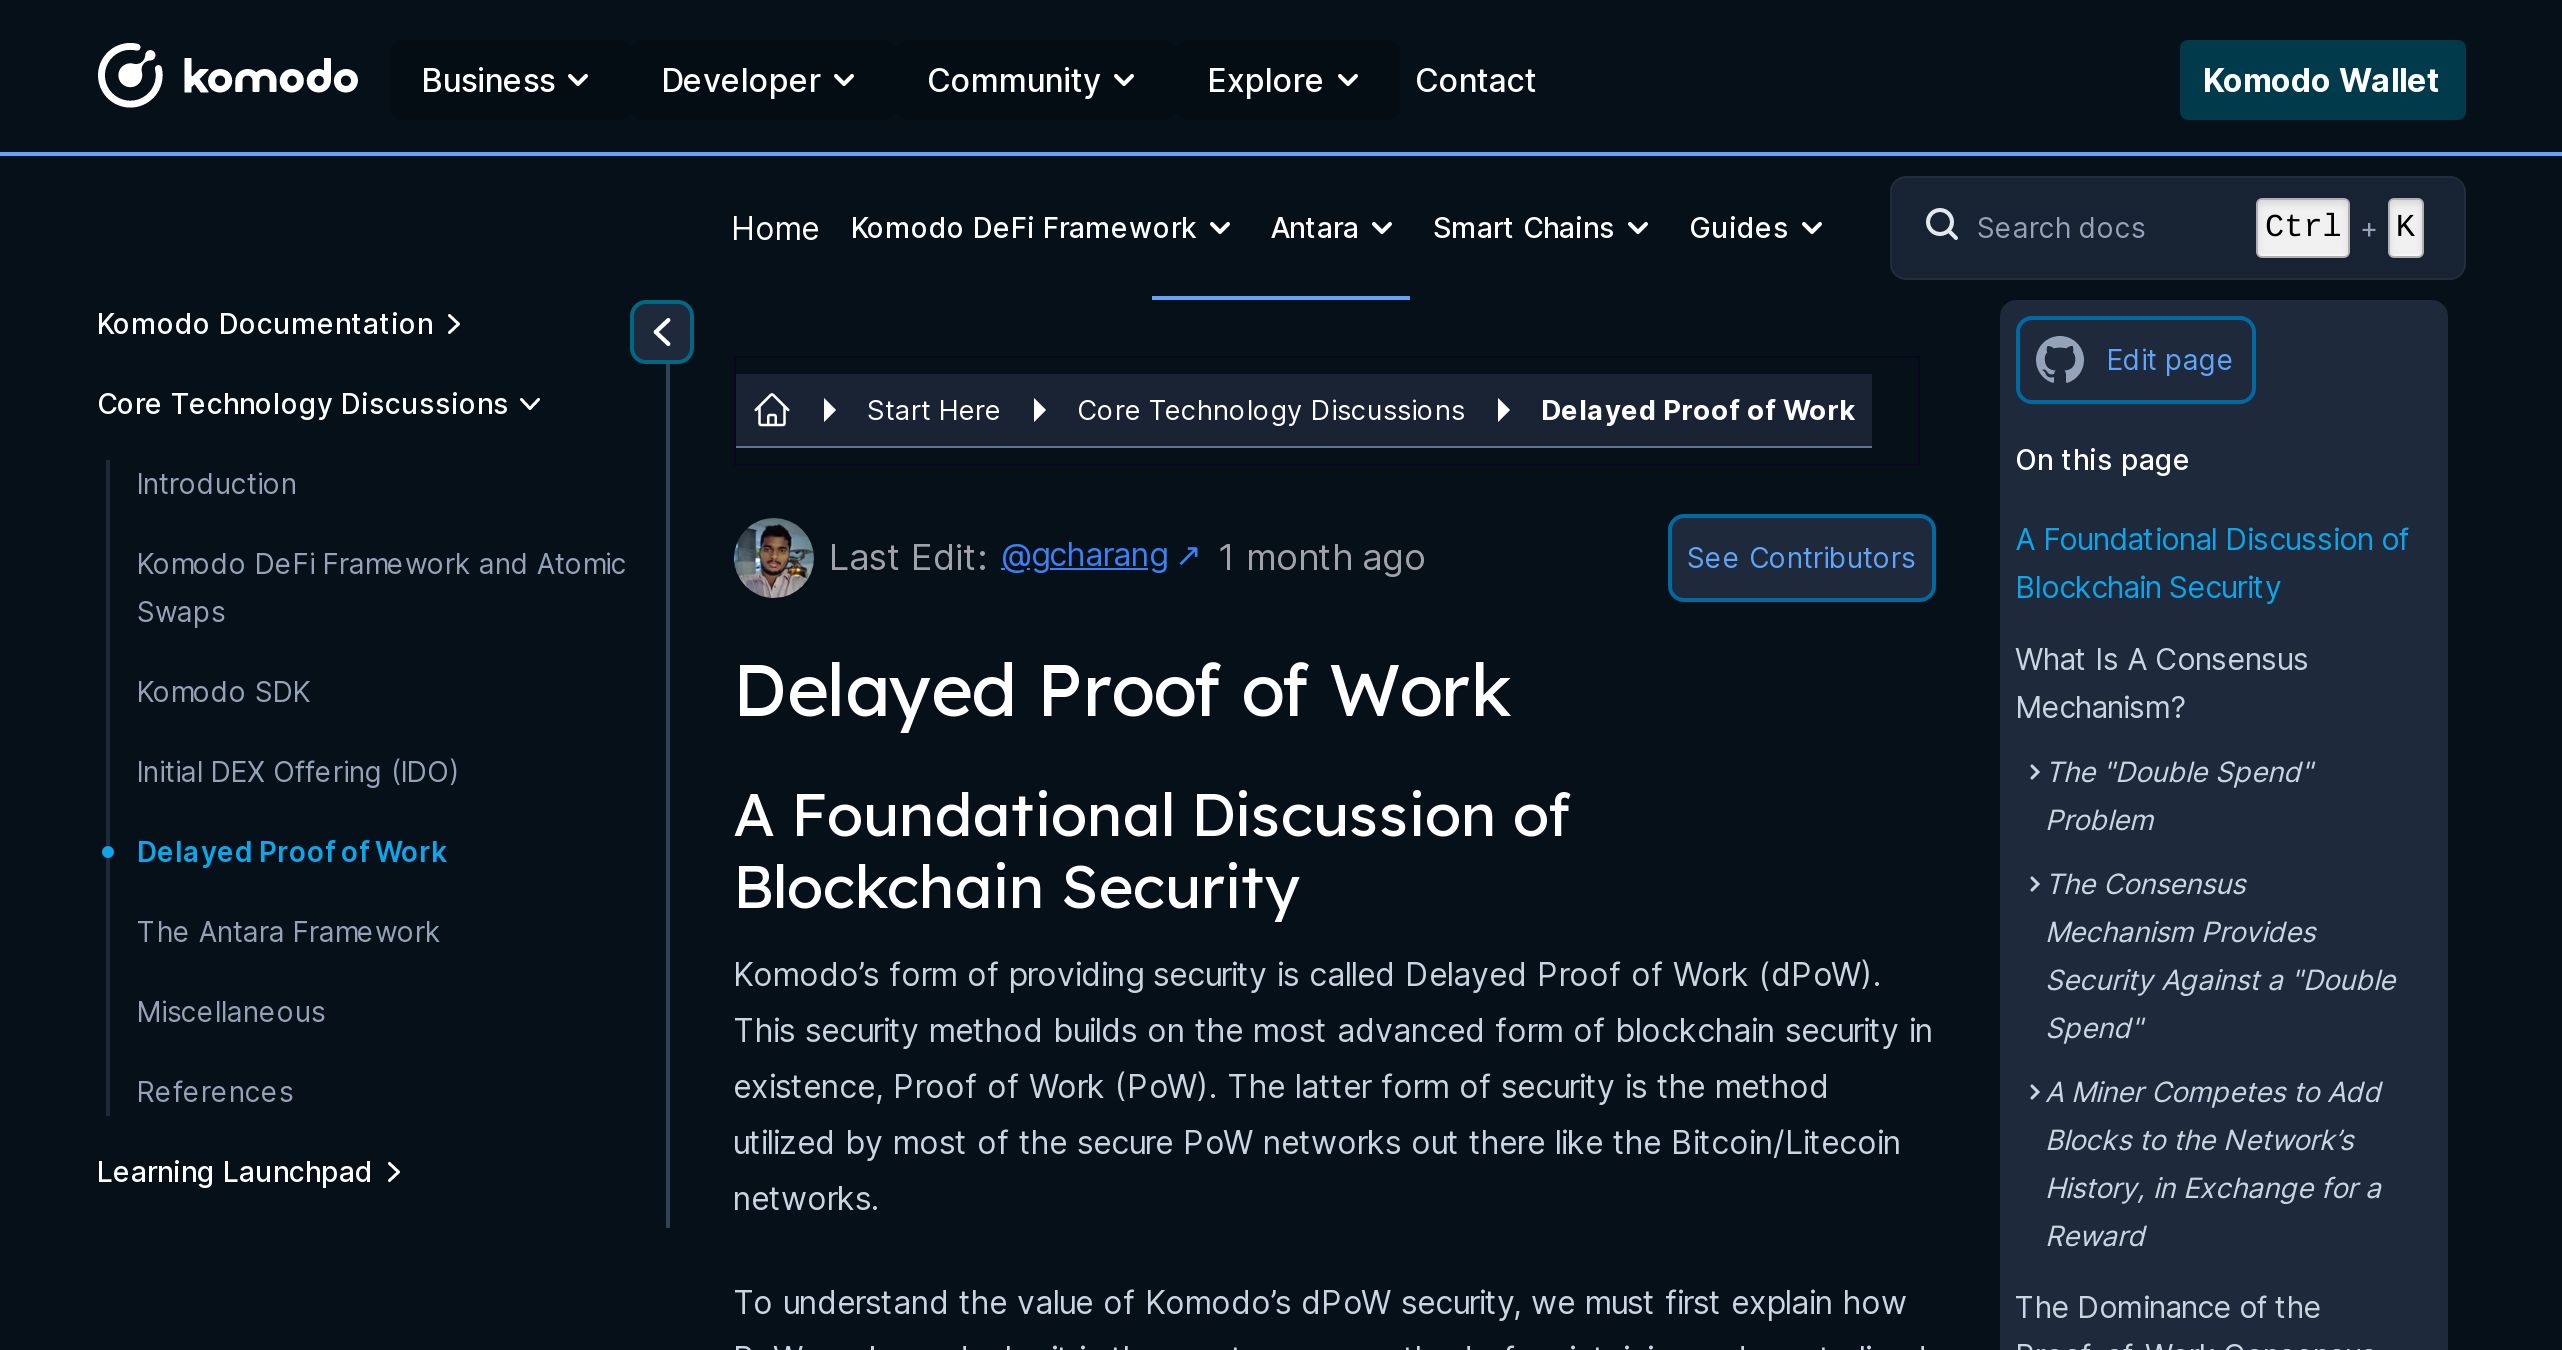 komodo
Business
Developer
Community
Explore
Contact
Komodo Wallet
Home
Komodo DeFi Framework
Antara
Smart Chains
Guides
Search docs
Ctrl + K
Komodo Documentation
Core Technology Discussions
Introduction
Komodo DeFi Framework and Atomic
Swaps
Komodo SDK
Initial DEX Offering (IDO)
Delayed Proof of Work
The Antara Framework
Miscellaneous
References
Learning Launchpad
Start Here
Core Technology Discussions
Delayed Proof of Work
Last Edit: @gcharang ↗ 1 month ago
See Contributors
Delayed Proof of Work
A Foundational Discussion of
Blockchain Security
Komodo’s form of providing security is called Delayed Proof of Work (dPoW).
This security method builds on the most advanced form of blockchain security in
existence, Proof of Work (PoW). The latter form of security is the method
utilized by most of the secure PoW networks out there like the Bitcoin/Litecoin
networks.
To understand the value of Komodo’s dPoW security, we must first explain how
Edit page
On this page
A Foundational Discussion of
Blockchain Security
What Is A Consensus
Mechanism?
The "Double Spend"
Problem
The Consensus
Mechanism Provides
Security Against a "Double
Spend"
A Miner Competes to Add
Blocks to the Network’s
History, in Exchange for a
Reward
The Dominance of the